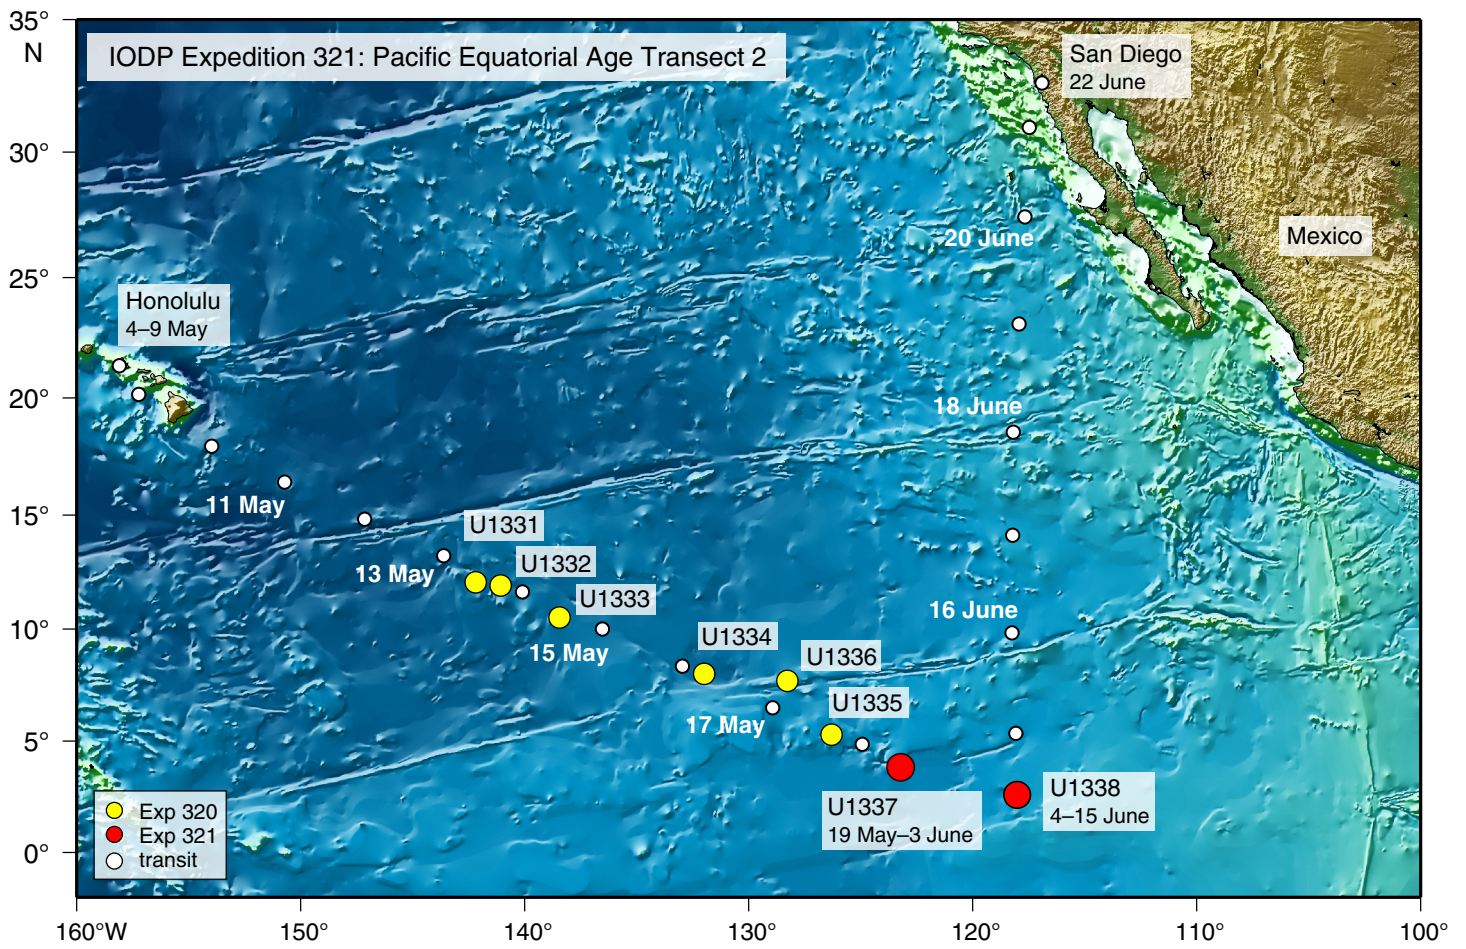 35°
N
IODP Expedition 321: Pacific Equatorial Age Transect 2
San Diego
22 June
30°
20 June
Mexico
25°
Honolulu
4–9 May
20°
18 June
11 May
15°
U1331
13 May
U1332
U1333
16 June
10°
15 May
U1334
U1336
17 May
U1335
5°
U1337
19 May–3 June
U1338
4–15 June
Exp 320
Exp 321
transit
0°
160°W
150°
140°
130°
120°
110°
100°